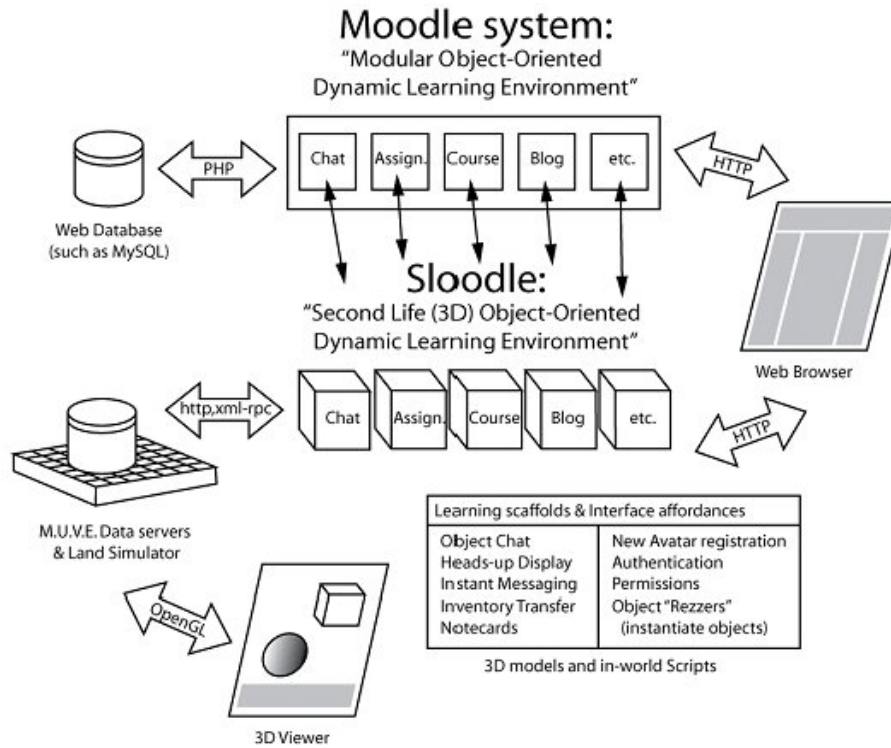 Moodle system:
“Modular Object-Oriented
Dynamic Learning Environment”
PHP
Chat
Assign.
Course
Blog
etc.
HTTP
Web Database
(such as MySQL)
Sloodle:
“Second Life (3D) Object-Oriented
Dynamic Learning Environment”
Web Browser
http,xml-rpc
Chat
Assign.
Course
Blog
etc.
HTTP
M.U.V.E. Data servers
& Land Simulator
Learning scaffolds & Interface affordances
Object Chat
Heads-up Display
Instant Messaging
Inventory Transfer
Notecards
New Avatar registration
Authentication
Permissions
Object “Rezzers”
(instantiate objects)
3D models and in-world Scripts
OpenGL
3D Viewer